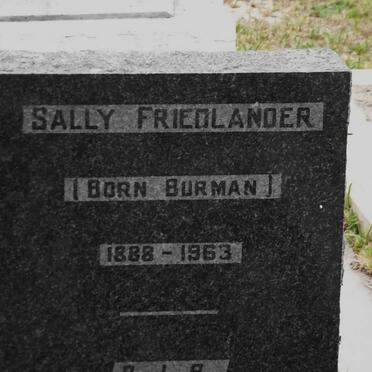 SALLY FRIEDLANDER
(BORN BURMAN)
1888 - 1963
R.I.P.